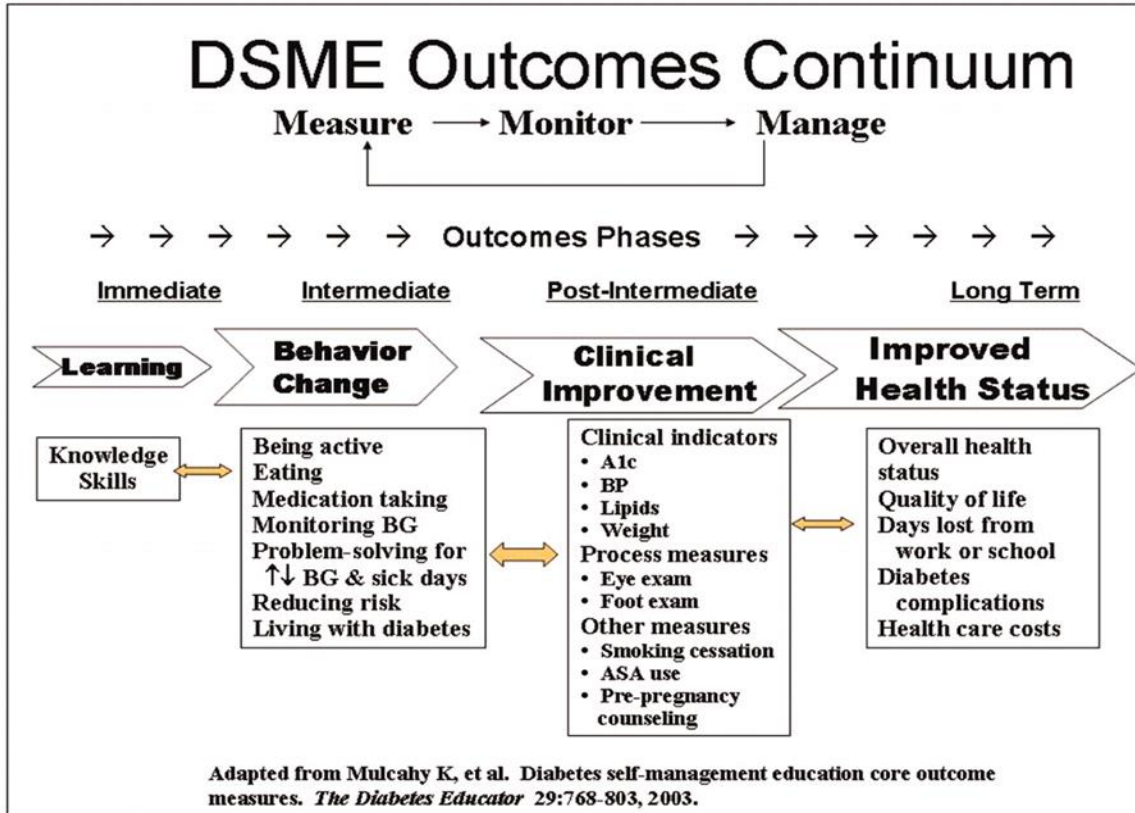 DSME Outcomes Continuum
Measure → Monitor → Manage
→ → → → → → Outcomes Phases → → → → → → →
Immediate Intermediate Post-Intermediate Long Term
Learning
Behavior
Change
Clinical
Improvement
Improved
Health Status
Knowledge
Skills
Being active
Eating
Medication taking
Monitoring BG
Problem-solving for
↑↓ BG & sick days
Reducing risk
Living with diabetes
Clinical indicators
• A1c
• BP
• Lipids
• Weight
Process measures
• Eye exam
• Foot exam
Other measures
• Smoking cessation
• ASA use
• Pre-pregnancy
counseling
Overall health
status
Quality of life
Days lost from
work or school
Diabetes
complications
Health care costs
Adapted from Mulcahy K, et al. Diabetes self-management education core outcome
measures. The Diabetes Educator 29:768-803, 2003.